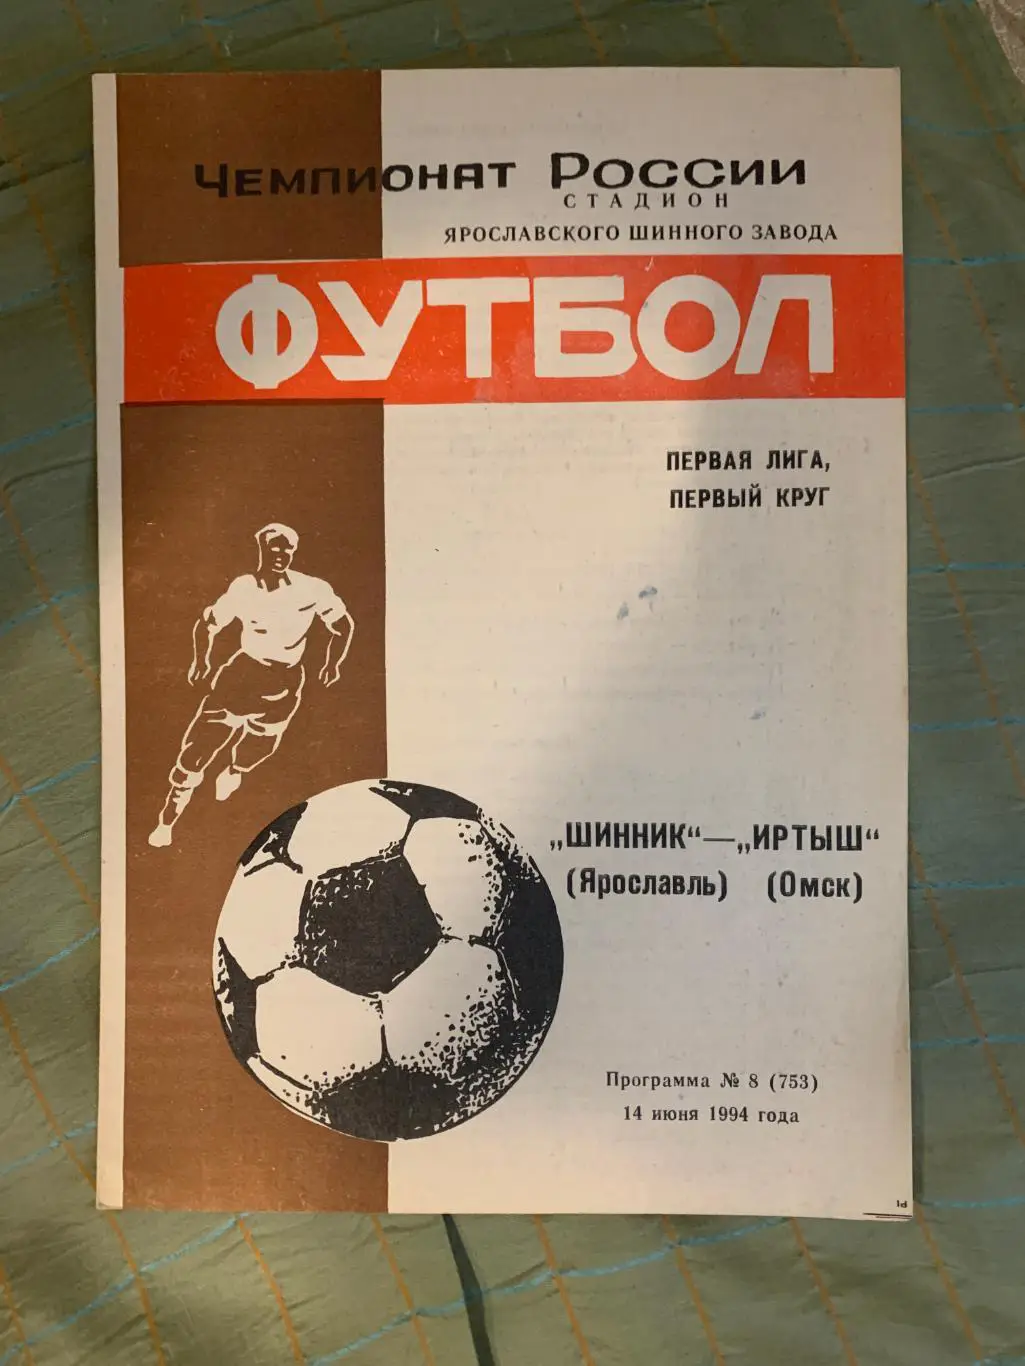 Чемпионат России
СТАДИОН
ЯРОСЛАВСКОГО ШИННОГО ЗАВОДА
ФУТБОЛ
ПЕРВАЯ ЛИГА,
ПЕРВЫЙ КРУГ
„ШИННИК“—„ИРТЫШ“
(Ярославль) (Омск)
Программа № 8 (753)
14 июня 1994 года